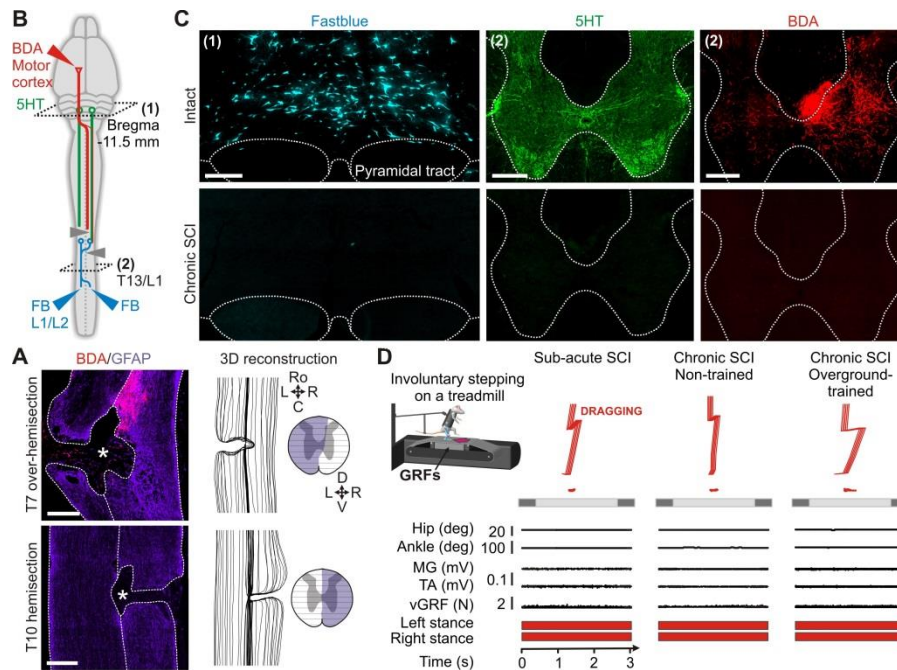 B
BDA
Motor
cortex
5HT
(1)
Bregma
-11.5 mm
(2)
T13/L1
FB
L1/L2
FB
C
Fastblue
5HT
BDA
(1)
(2)
(2)
Intact
Pyramidal tract
Chronic SCI
A
BDA/GFAP
3D reconstruction
T7 over-hemisection
*
Ro
L R
C
D
L R
V
T10 hemisection
*
D
Involuntary stepping
on a treadmill
GRFs
Sub-acute SCI
Chronic SCI
Non-trained
Chronic SCI
Overground-
trained
DRAGGING
Hip (deg)
20
Ankle (deg)
100
MG (mV)
TA (mV)
0.1
vGRF (N)
2
Left stance
Right stance
Time (s)
0 1 2 3